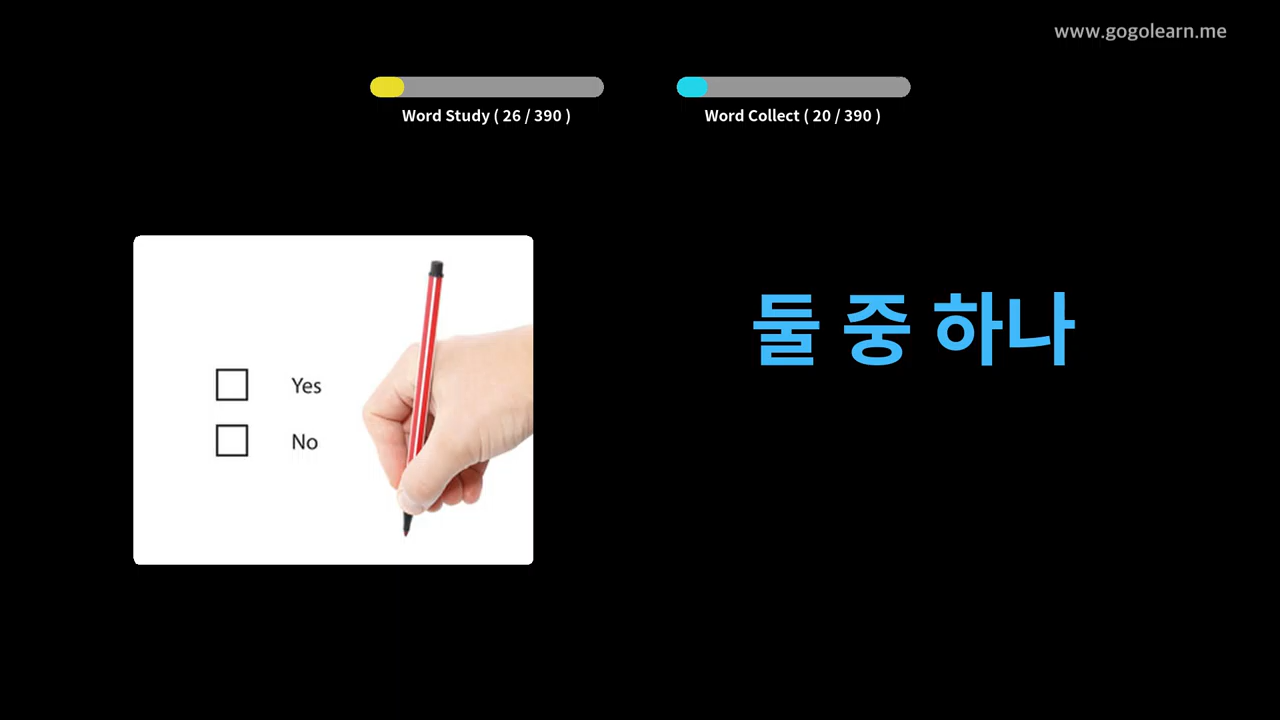 www.gogolearn.me
Word Study ( 26 / 390 )
Word Collect ( 20 / 390 )
Yes
No
둘 중 하나